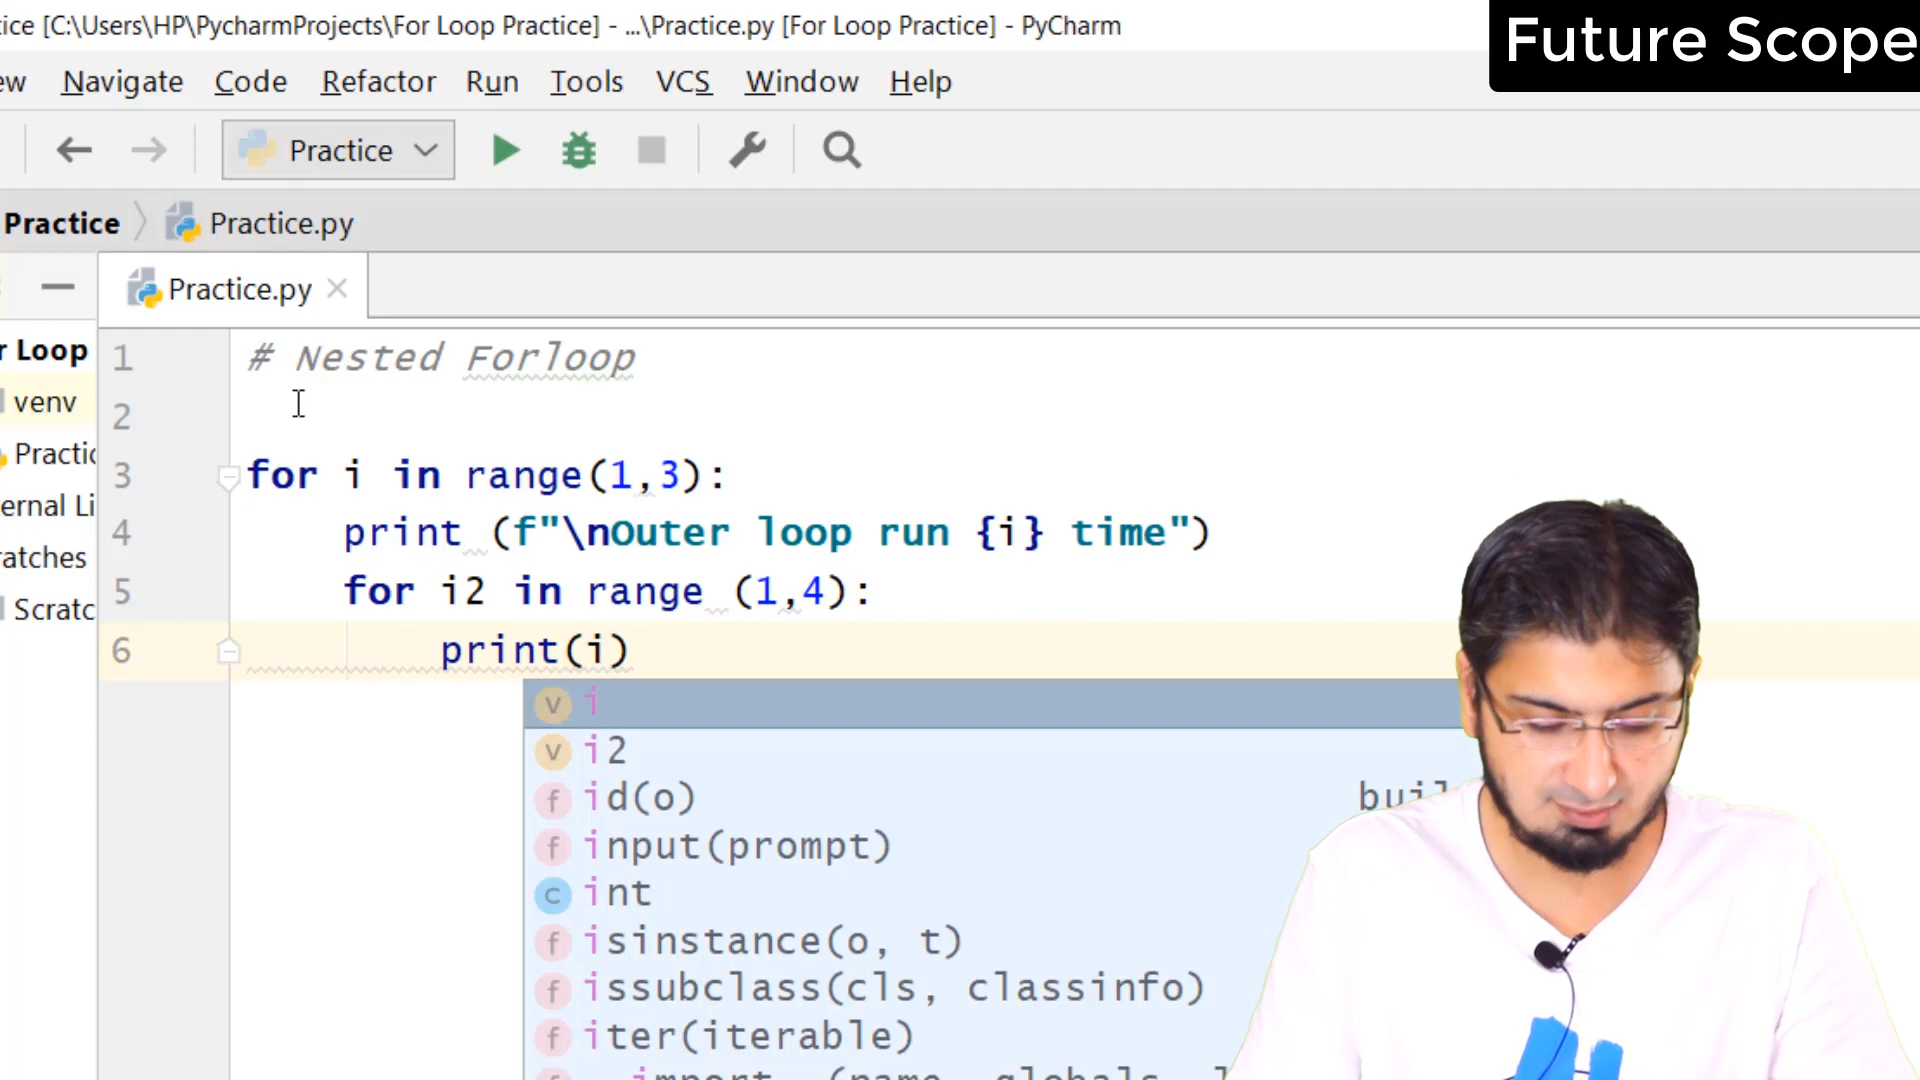 tice [C:\Users\HP\PycharmProjects\For Loop Practice] - ...\Practice.py [For Loop Practice] - PyCharm
Future Scope
ew Navigate Code Refactor Run Tools VCS Window Help
Practice
Practice Practice.py
Practice.py
r Loop
venv
Practic
ernal Li
ratches
Scratc
1 # Nested Forloop
2
3 for i in range(1,3):
4 print (f"\nOuter loop run {i} time")
5 for i2 in range (1,4):
6 print(i)
v i
v i2
f id(o) buil
f input(prompt)
c int
f isinstance(o, t)
f issubclass(cls, classinfo)
f iter(iterable)